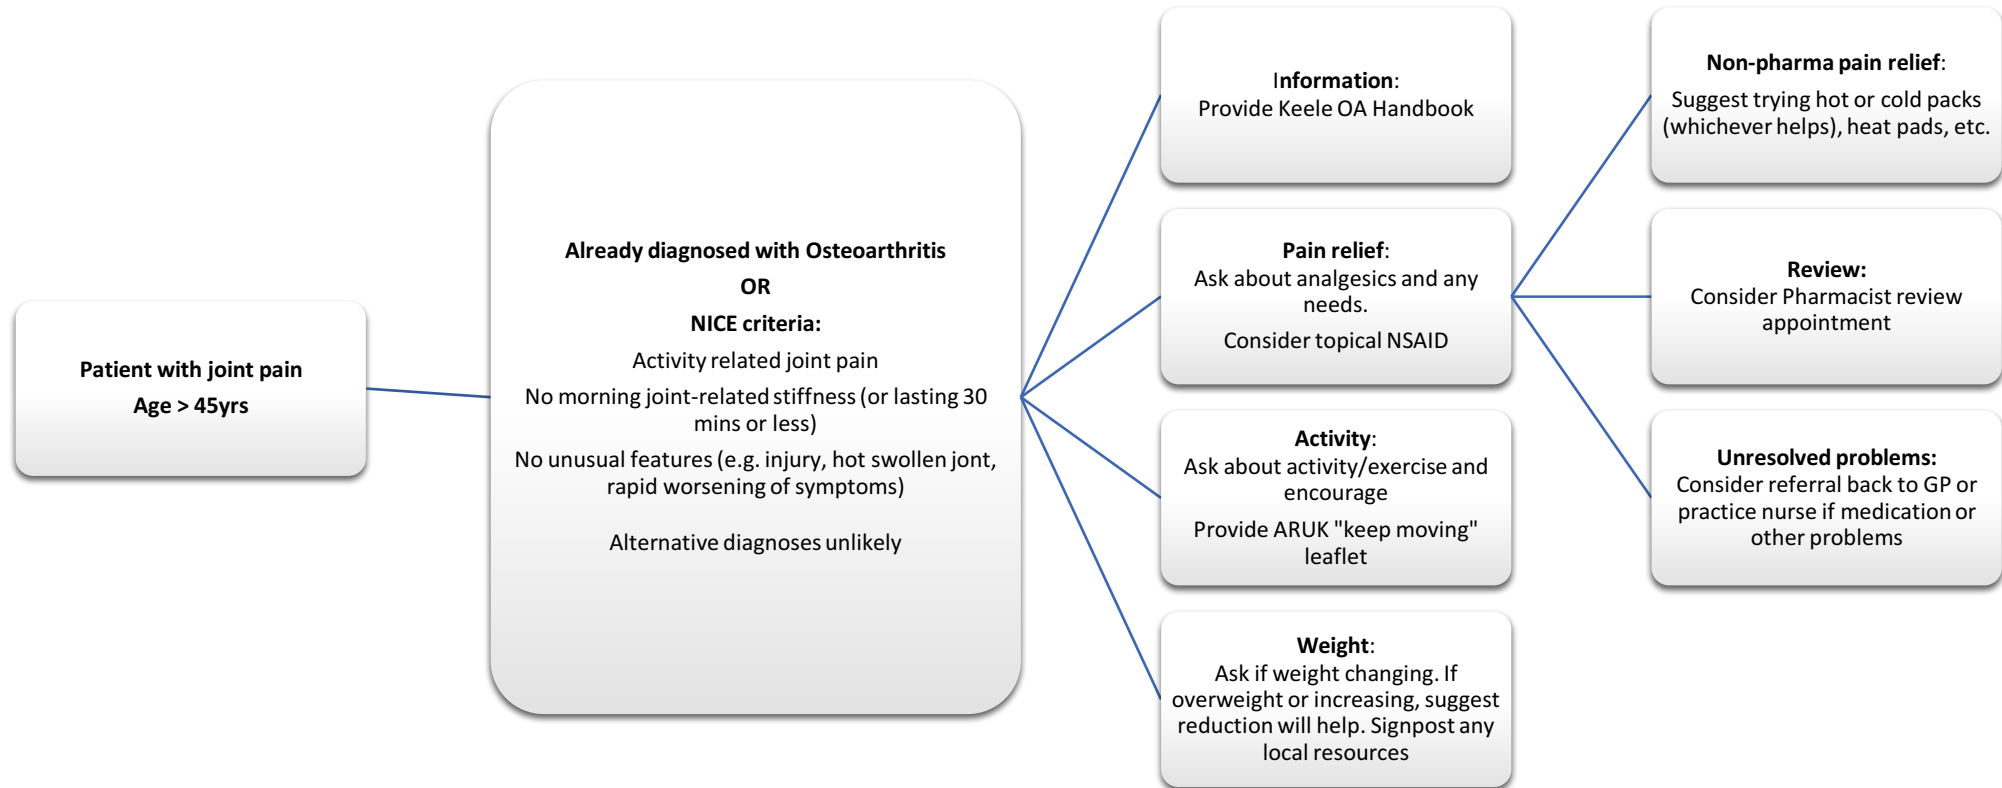 Patient with joint pain
Age > 45yrs
Already diagnosed with Osteoarthritis
OR
NICE criteria:
Activity related joint pain
No morning joint-related stiffness (or lasting 30
mins or less)
No unusual features (e.g. injury, hot swollen jont,
rapid worsening of symptoms)
Alternative diagnoses unlikely
Information:
Provide Keele OA Handbook
Pain relief:
Ask about analgesics and any
needs.
Consider topical NSAID
Activity:
Ask about activity/exercise and
encourage
Provide ARUK "keep moving"
leaflet
Weight:
Ask if weight changing. If
overweight or increasing, suggest
reduction will help. Signpost any
local resources
Non-pharma pain relief:
Suggest trying hot or cold packs
(whichever helps), heat pads, etc.
Review:
Consider Pharmacist review
appointment
Unresolved problems:
Consider referral back to GP or
practice nurse if medication or
other problems